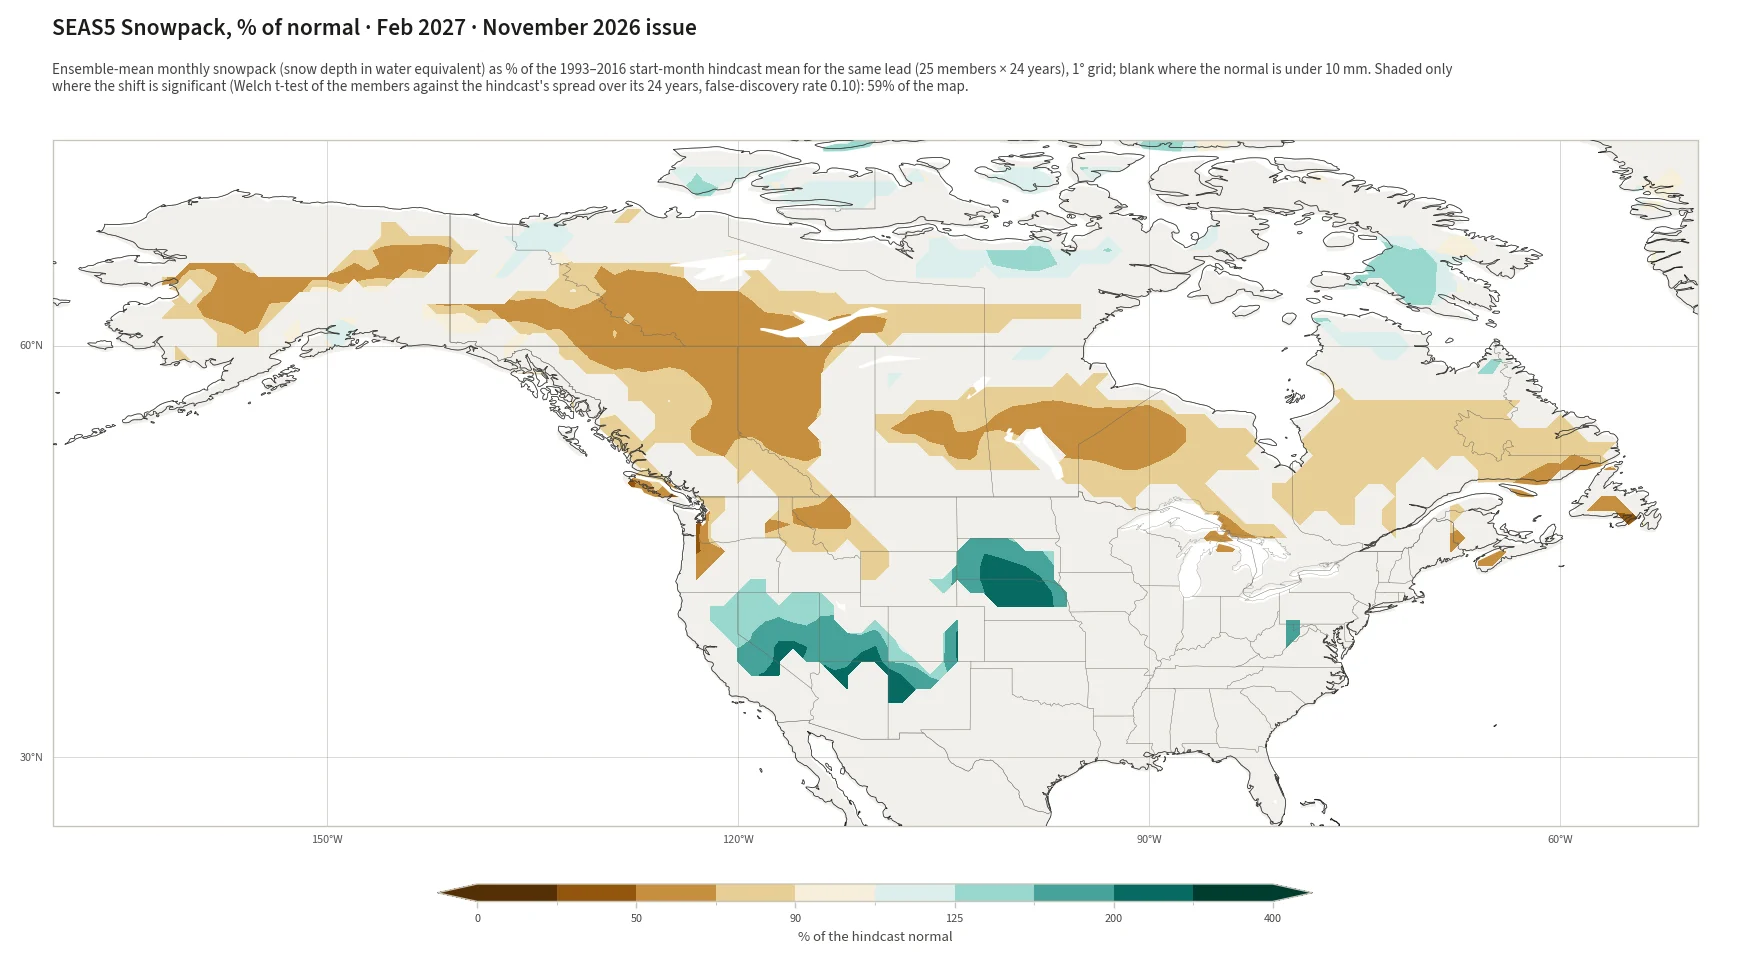 SEAS5 Snowpack, % of normal · Feb 2027 · November 2026 issue
Ensemble-mean monthly snowpack (snow depth in water equivalent) as % of the 1993–2016 start-month hindcast mean for the same lead (25 members × 24 years), 1° grid; blank where the normal is under 10 mm. Shaded only
where the shift is significant (Welch t-test of the members against the hindcast's spread over its 24 years, false-discovery rate 0.10): 59% of the map.
60°N
30°N
150°W 120°W 90°W 60°W
0 50 90 125 200 400
% of the hindcast normal